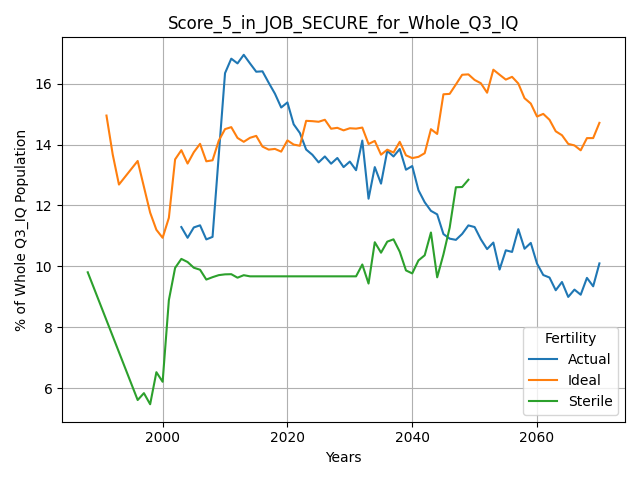 Score_5_in_JOB_SECURE_for_Whole_Q3_IQ
% of Whole Q3_IQ Population
16
14
12
10
8
6
2000 2020 2040 2060
Years
Fertility
Actual
Ideal
Sterile